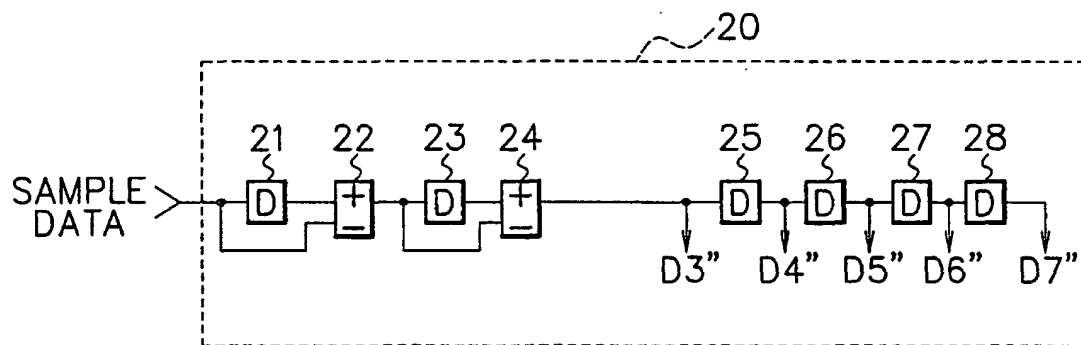 20
21 22 23 24 25 26 27 28
SAMPLE
DATA
D + − D + − D D D D
D3” D4” D5” D6” D7”